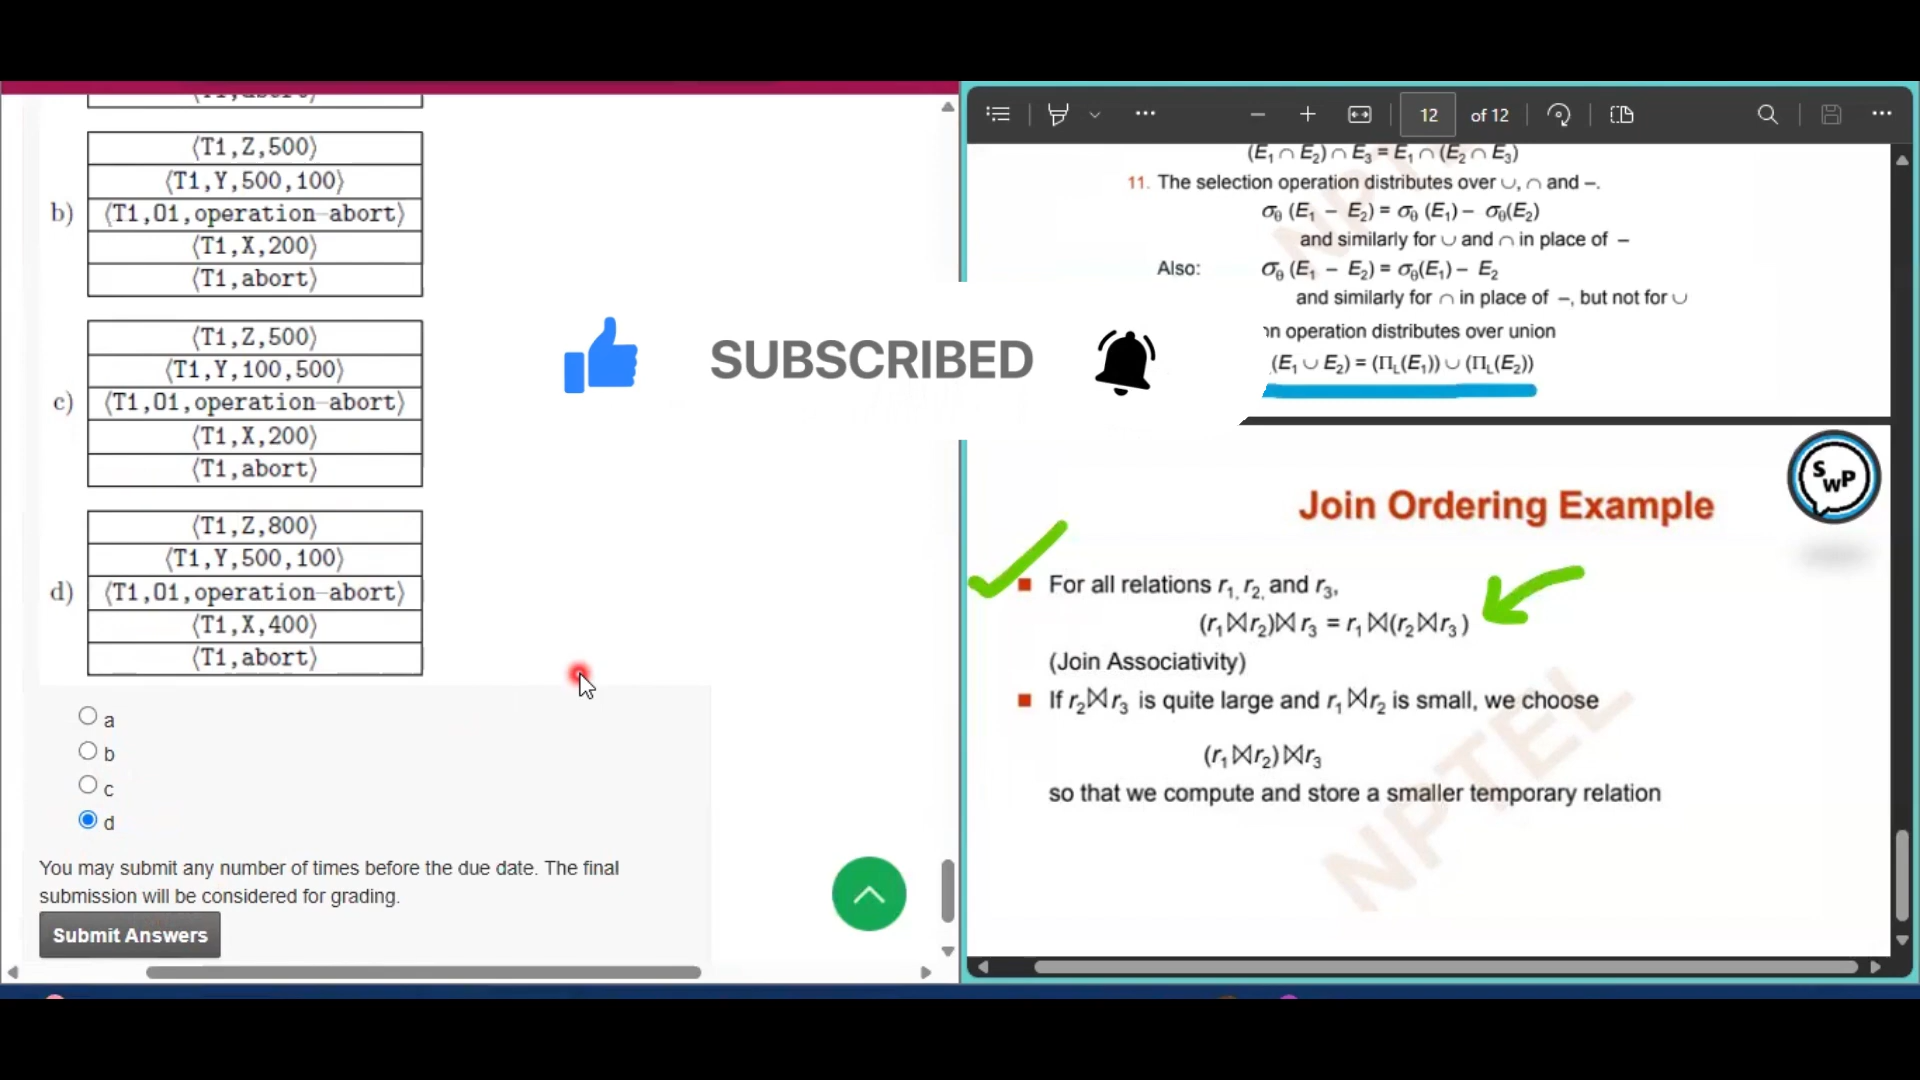 ⟨T1,abort⟩
b)
⟨T1,Z,500⟩
⟨T1,Y,500,100⟩
⟨T1,O1,operation-abort⟩
⟨T1,X,200⟩
⟨T1,abort⟩
c)
⟨T1,Z,500⟩
⟨T1,Y,100,500⟩
⟨T1,O1,operation-abort⟩
⟨T1,X,200⟩
⟨T1,abort⟩
d)
⟨T1,Z,800⟩
⟨T1,Y,500,100⟩
⟨T1,O1,operation-abort⟩
⟨T1,X,400⟩
⟨T1,abort⟩
a
b
c
d
You may submit any number of times before the due date. The final
submission will be considered for grading.
Submit Answers
SUBSCRIBED
12 of 12
(E1 ∩ E2) ∩ E3 = E1 ∩ (E2 ∩ E3)
11. The selection operation distributes over ∪, ∩ and –.
σθ (E1 – E2) = σθ (E1) – σθ(E2)
and similarly for ∪ and ∩ in place of –
Also: σθ (E1 – E2) = σθ(E1) – E2
and similarly for ∩ in place of –, but not for ∪
operation distributes over union
(E1 ∪ E2) = (ΠL(E1)) ∪ (ΠL(E2))
SWP
Join Ordering Example
For all relations r1, r2, and r3,
(r1⋈r2)⋈ r3 = r1 ⋈(r2⋈r3 )
(Join Associativity)
If r2⋈r3 is quite large and r1 ⋈r2 is small, we choose
(r1⋈r2)⋈r3
so that we compute and store a smaller temporary relation
NPTEL